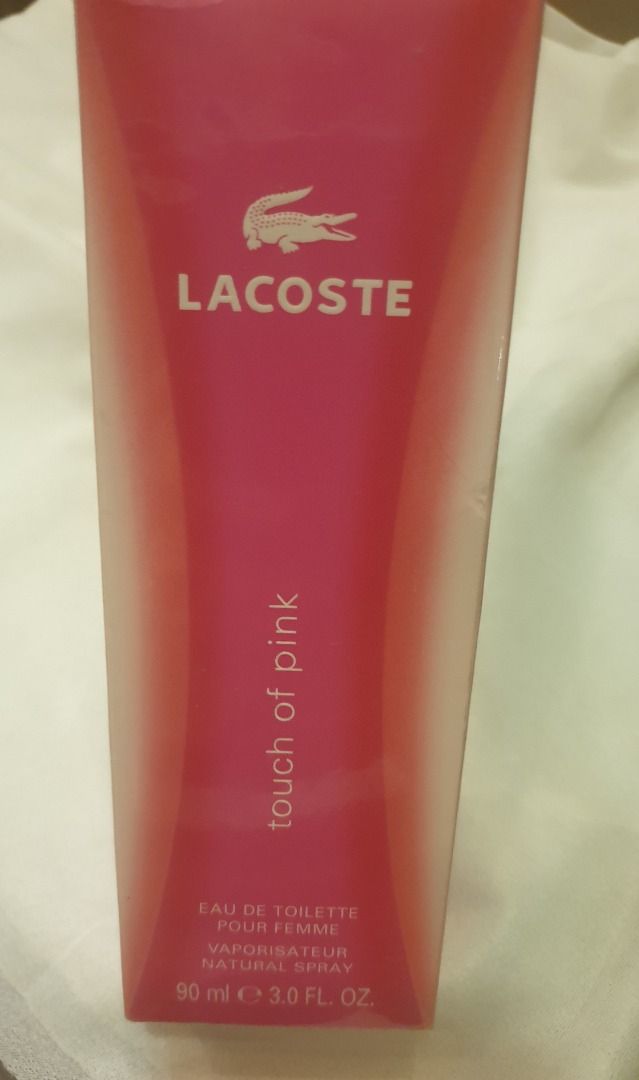 LACOSTE
touch of pink
EAU DE TOILETTE
POUR FEMME
VAPORISATEUR
NATURAL SPRAY
90 ml ℮ 3.0 FL. OZ.